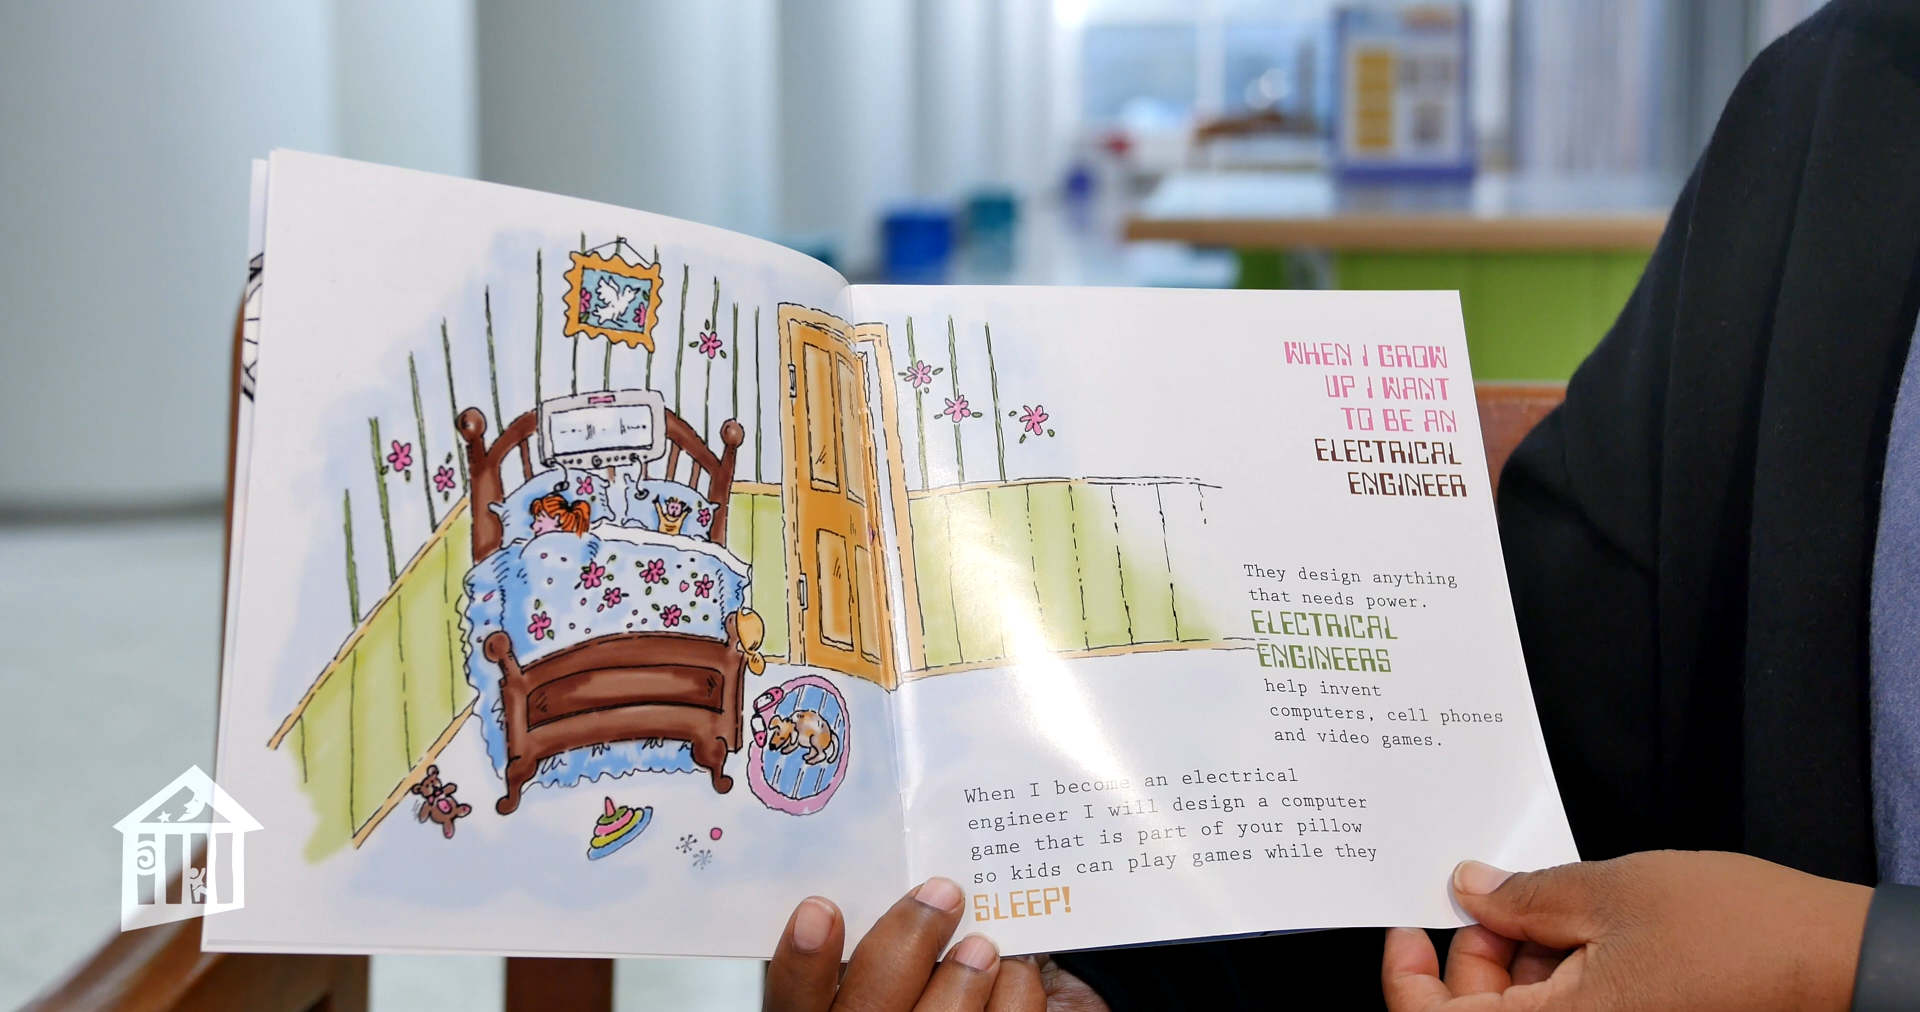 WHEN I GROW
UP I WANT
TO BE AN
ELECTRICAL
ENGINEER
They design anything
that needs power.
ELECTRICAL
ENGINEERS
help invent
computers, cell phones
and video games.
When I become an electrical
engineer I will design a computer
game that is part of your pillow
so kids can play games while they
SLEEP!